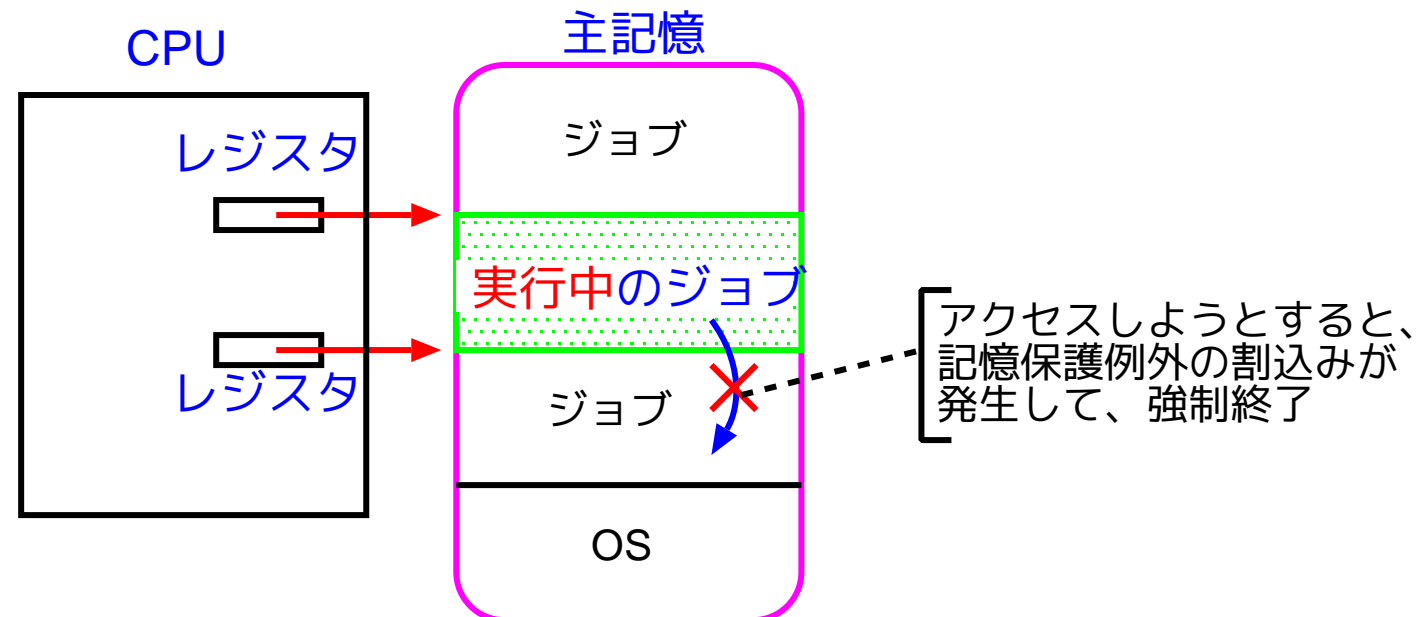 主記憶
CPU
ジョブ
レジスタ
実行中のジョブ
アクセスしようとすると、
記憶保護例外の割込みが
発生して、強制終了
レジスタ
ジョブ
OS